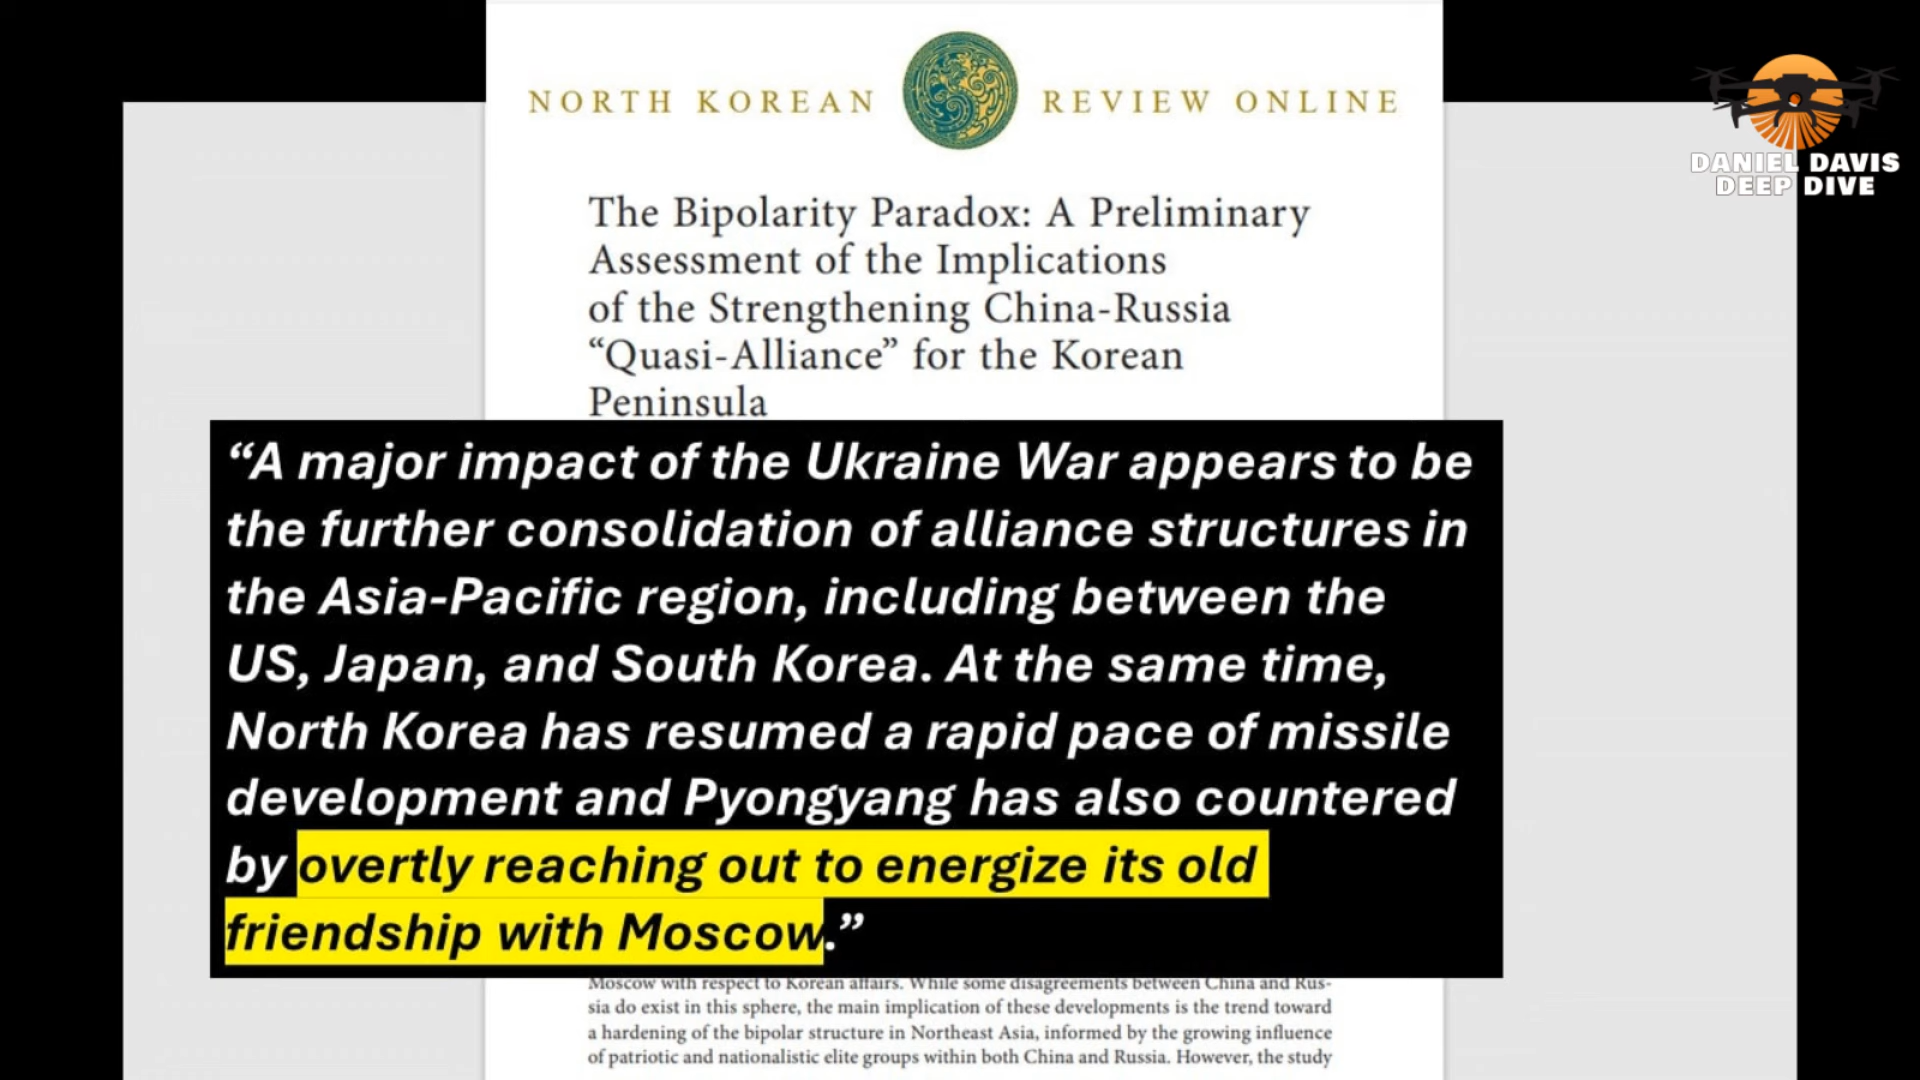 NORTH KOREAN REVIEW ONLINE
DANIEL DAVIS
DEEP DIVE
The Bipolarity Paradox: A Preliminary
Assessment of the Implications
of the Strengthening China-Russia
“Quasi-Alliance” for the Korean
Peninsula
“A major impact of the Ukraine War appears to be
the further consolidation of alliance structures in
the Asia-Pacific region, including between the
US, Japan, and South Korea. At the same time,
North Korea has resumed a rapid pace of missile
development and Pyongyang has also countered
by overtly reaching out to energize its old
friendship with Moscow.”
Moscow with respect to Korean affairs. While some disagreements between China and Rus-
sia do exist in this sphere, the main implication of these developments is the trend toward
a hardening of the bipolar structure in Northeast Asia, informed by the growing influence
of patriotic and nationalistic elite groups within both China and Russia. However, the study